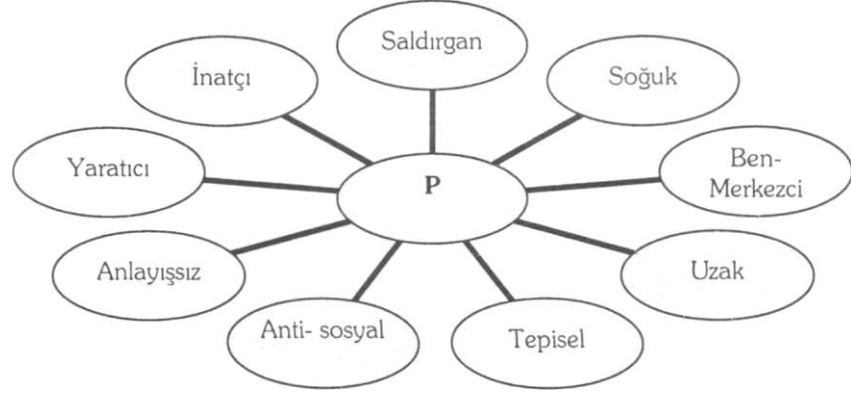 Saldırgan
İnatçı
Soğuk
Yaratıcı
P
Ben-
Merkezci
Anlayışsız
Uzak
Anti- sosyal
Tepisel